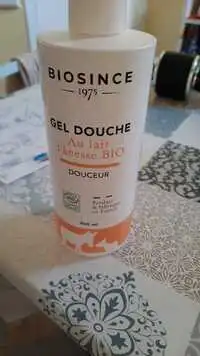 BIOSINCE
1975
GEL DOUCHE
Au lait
d'ânesse BIO
DOUCEUR